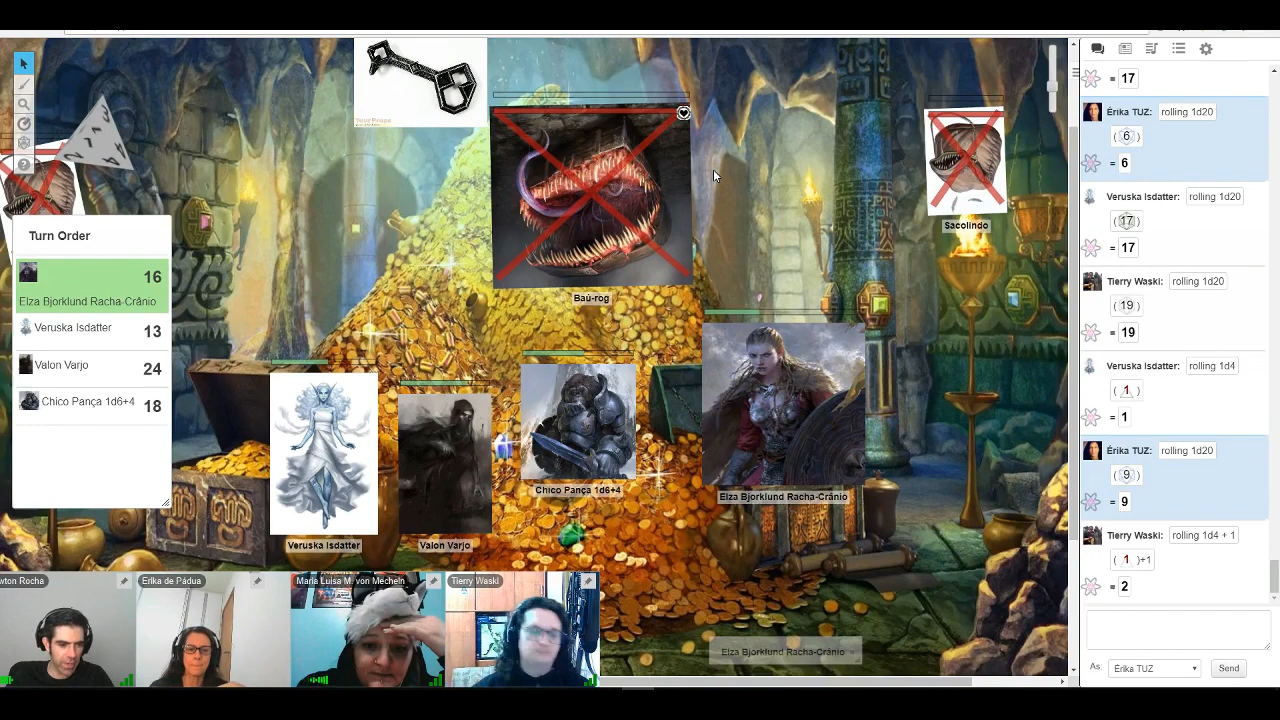 Turn Order
16
Elza Bjorklund Racha-Crânio
Veruska Isdatter 13
Valon Varjo 24
Chico Pança 1d6+4 18
Baú-rog
Sacolindo
Veruska Isdatter
Valon Varjo
Chico Pança 1d6+4
Elza Bjorklund Racha-Crânio
Elza Bjorklund Racha-Crânio
wton Rocha
Erika de Pádua
Maria Luisa M. von Mecheln
Tierry Waskl
= 17
Érika TUZ: rolling 1d20
(6)
= 6
Veruska Isdatter: rolling 1d20
(17)
= 17
Tierry Waski: rolling 1d20
(19)
= 19
Veruska Isdatter: rolling 1d4
(1)
= 1
Érika TUZ: rolling 1d20
(9)
= 9
Tierry Waski: rolling 1d4 + 1
(1)+1
= 2
As: Érika TUZ Send